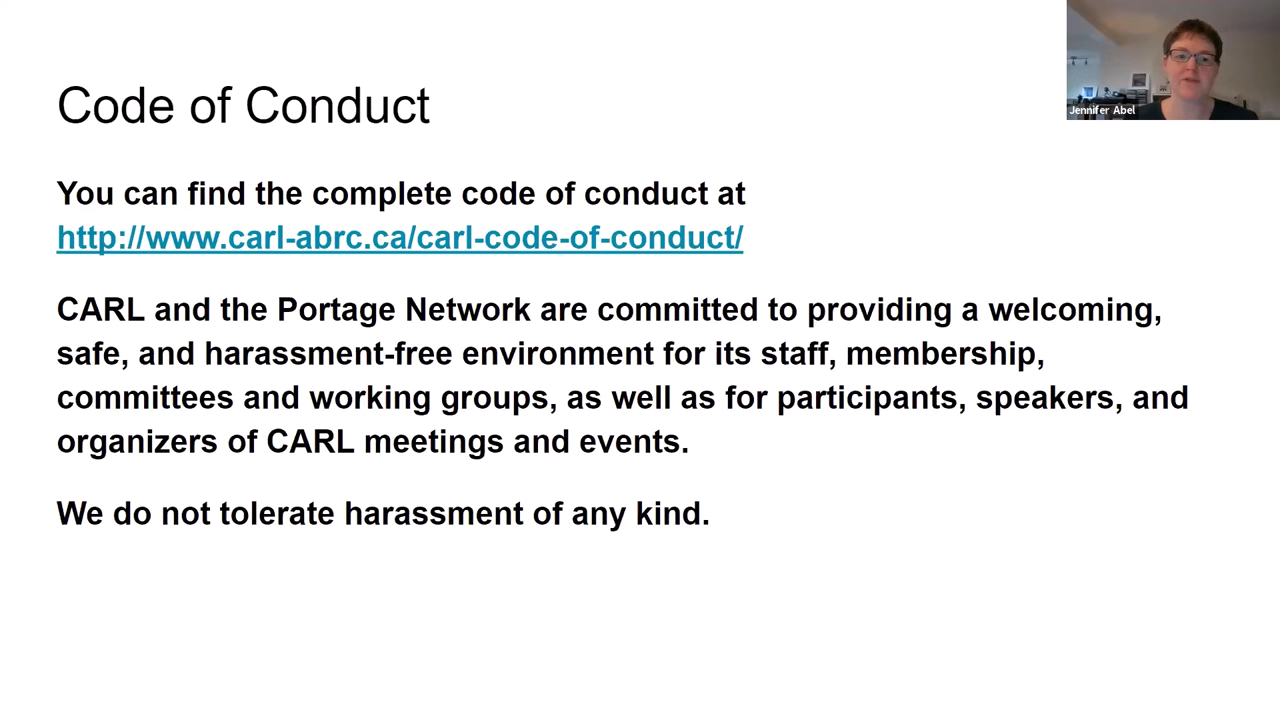 Jennifer Abel
Code of Conduct
You can find the complete code of conduct at
http://www.carl-abrc.ca/carl-code-of-conduct/
CARL and the Portage Network are committed to providing a welcoming,
safe, and harassment-free environment for its staff, membership,
committees and working groups, as well as for participants, speakers, and
organizers of CARL meetings and events.
We do not tolerate harassment of any kind.